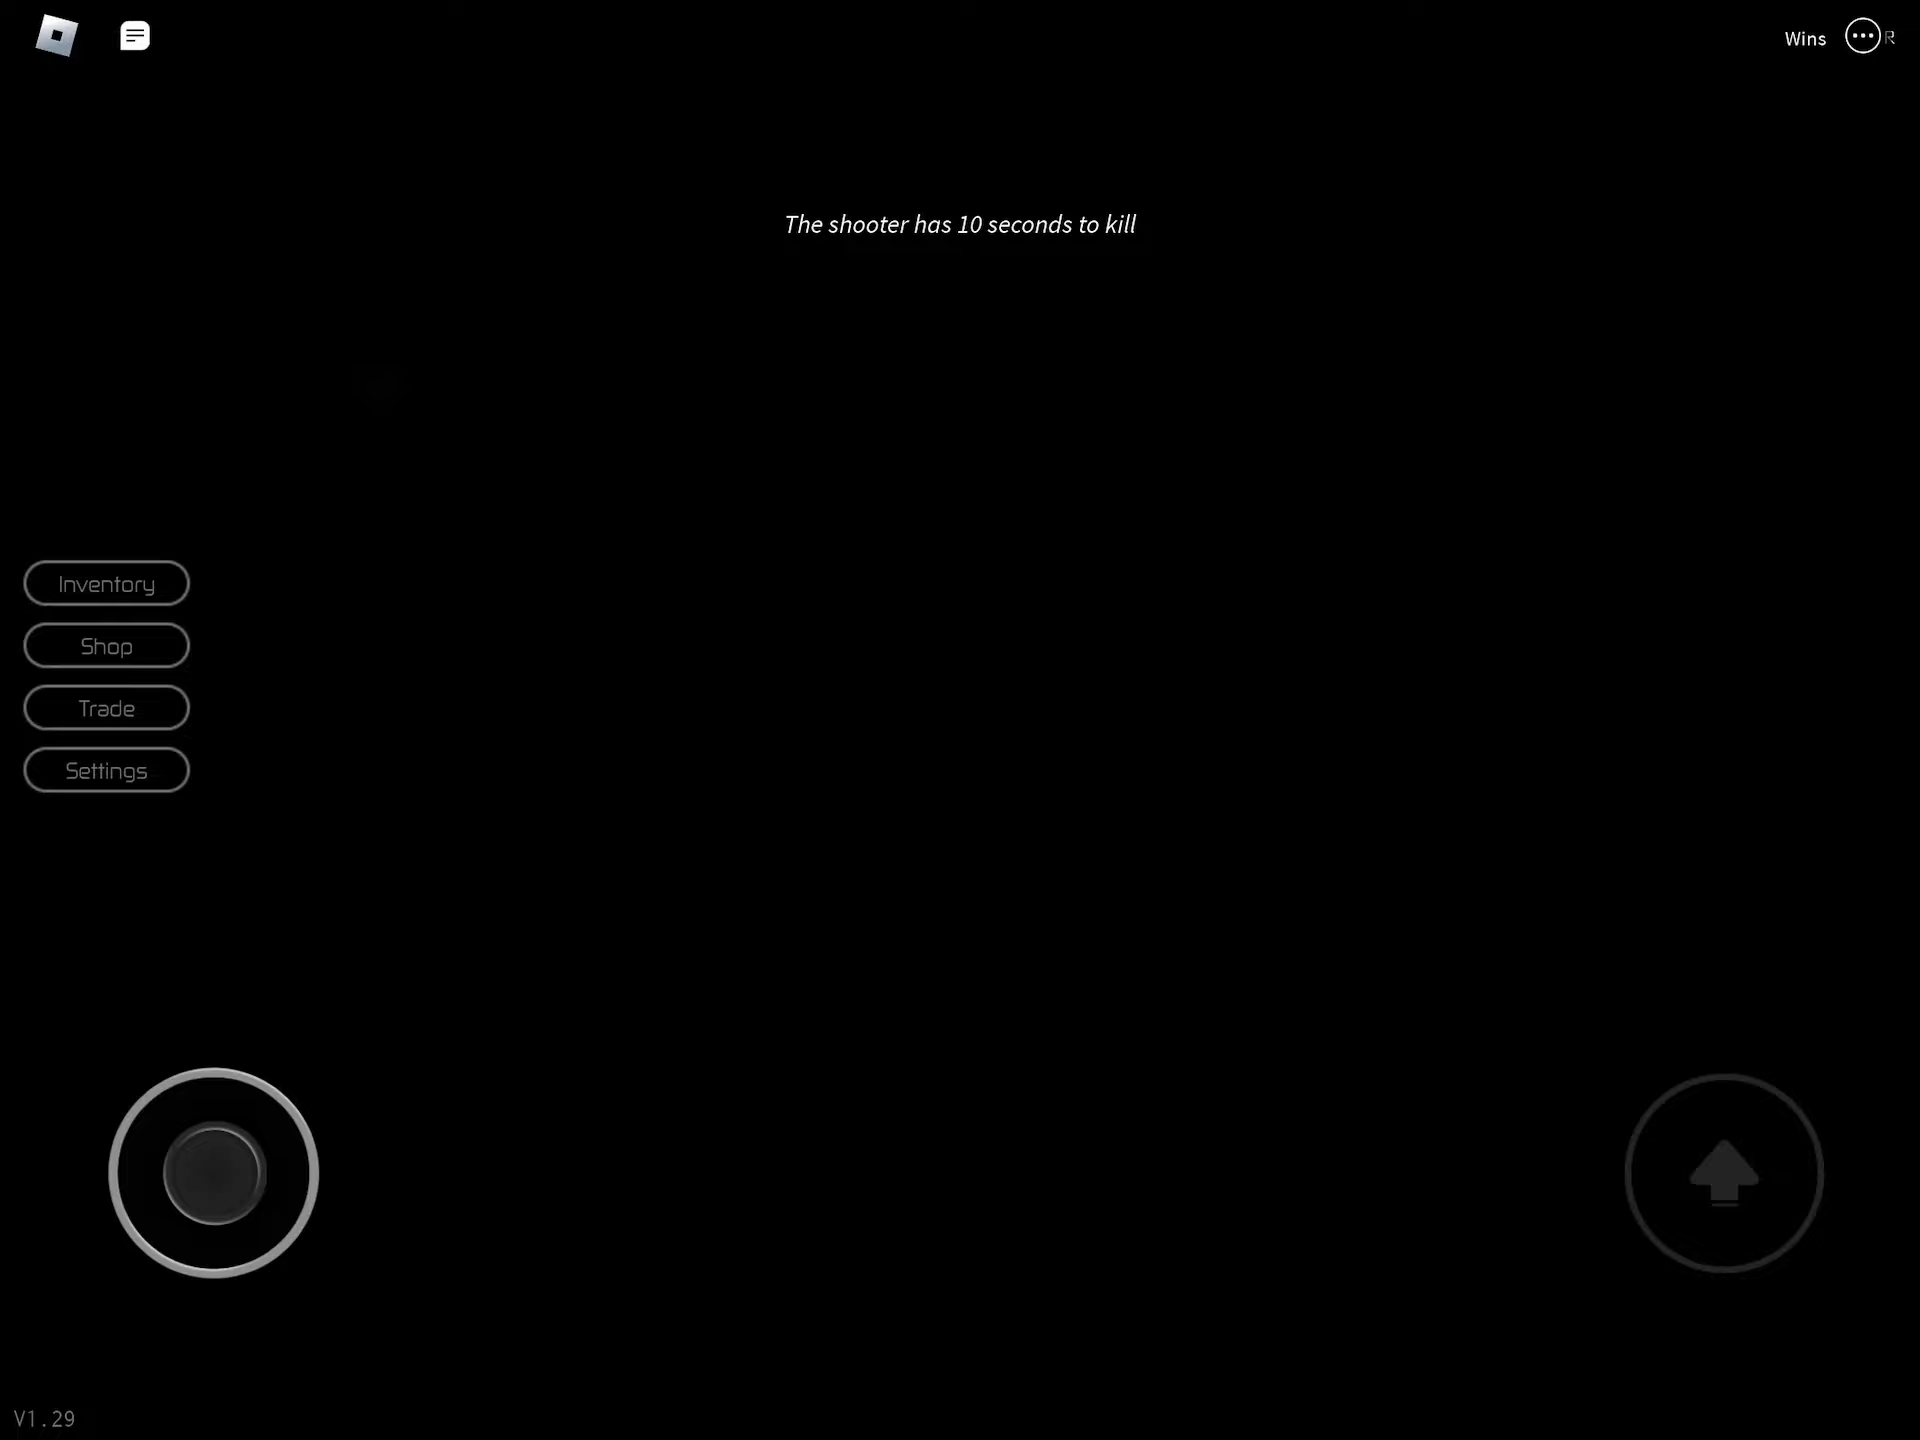 Wins
R
The shooter has 10 seconds to kill
Inventory
Shop
Trade
Settings
V1.29